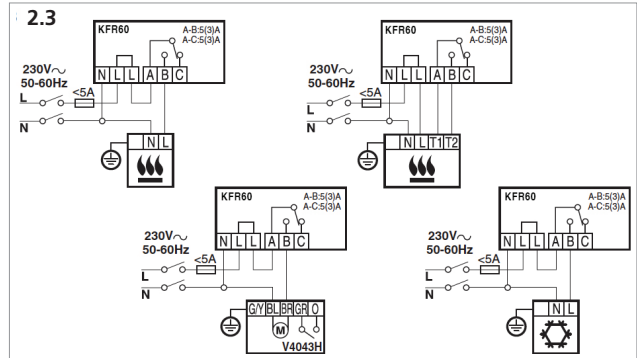 2.3
KFR60 A-B:5(3)A
A-C:5(3)A
230V~
50-60Hz
N L L A B C
L <5A
N
N L
KFR60 A-B:5(3)A
A-C:5(3)A
230V~
50-60Hz
N L L A B C
L <5A
N
N L T1 T2
KFR60 A-B:5(3)A
A-C:5(3)A
230V~
50-60Hz
N L L A B C
L <5A
N
G/Y BL BR GR O
M
V4043H
KFR60 A-B:5(3)A
A-C:5(3)A
230V~
50-60Hz
N L L A B C
L <5A
N
N L